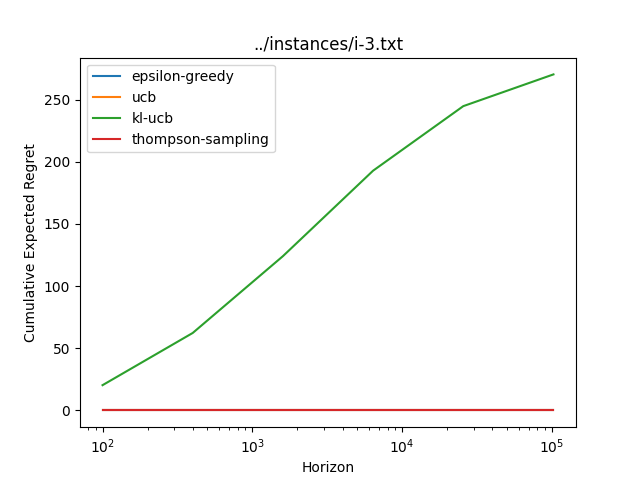 ../instances/i-3.txt
epsilon-greedy
ucb
kl-ucb
thompson-sampling
Cumulative Expected Regret
250
200
150
100
50
0
10²
10³
10⁴
10⁵
Horizon